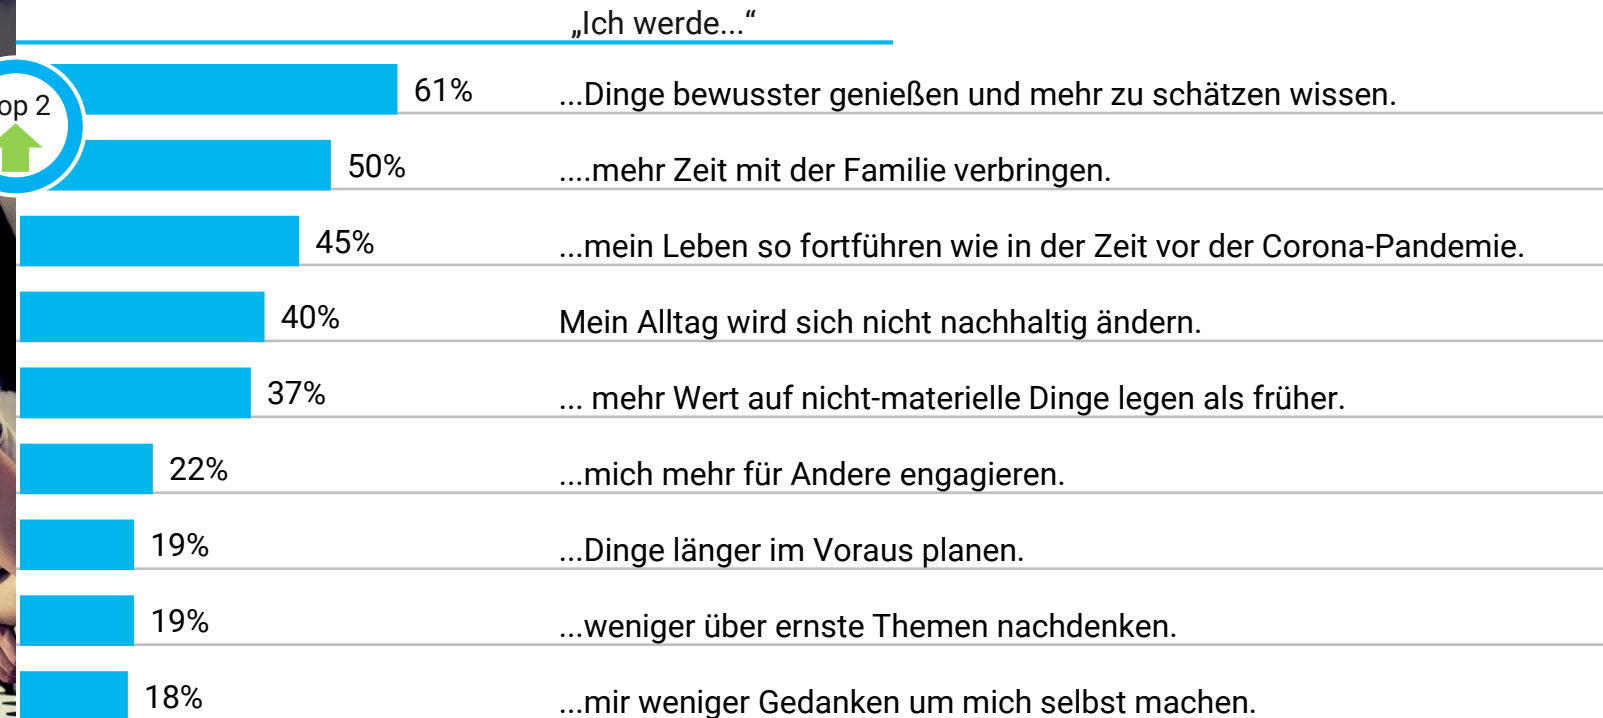 „Ich werde...“
op 2
61% ...Dinge bewusster genießen und mehr zu schätzen wissen.
50% ....mehr Zeit mit der Familie verbringen.
45% ...mein Leben so fortführen wie in der Zeit vor der Corona-Pandemie.
40% Mein Alltag wird sich nicht nachhaltig ändern.
37% ... mehr Wert auf nicht-materielle Dinge legen als früher.
22% ...mich mehr für Andere engagieren.
19% ...Dinge länger im Voraus planen.
19% ...weniger über ernste Themen nachdenken.
18% ...mir weniger Gedanken um mich selbst machen.